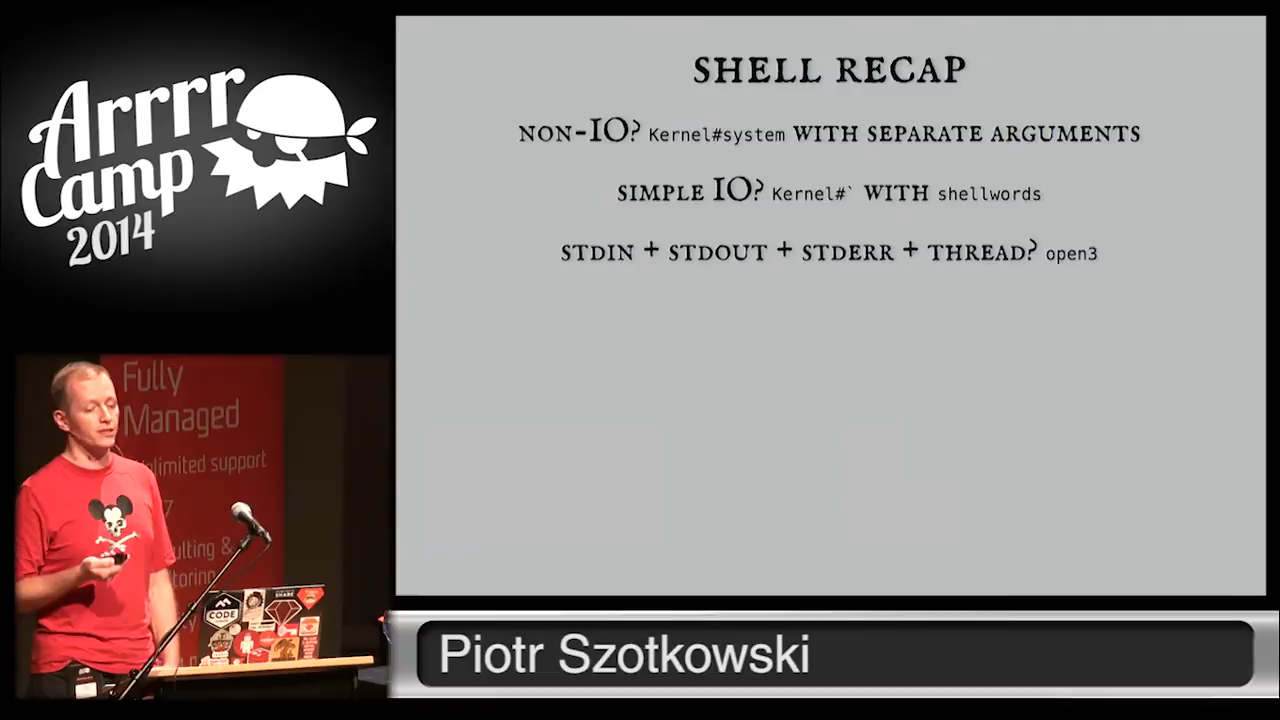 Arrrr
Camp
2014
SHELL RECAP
NON-IO? Kernel#system WITH SEPARATE ARGUMENTS
SIMPLE IO? Kernel#` WITH shellwords
STDIN + STDOUT + STDERR + THREAD? open3
Fully
Managed
support
CODE
SHARE
Piotr Szotkowski